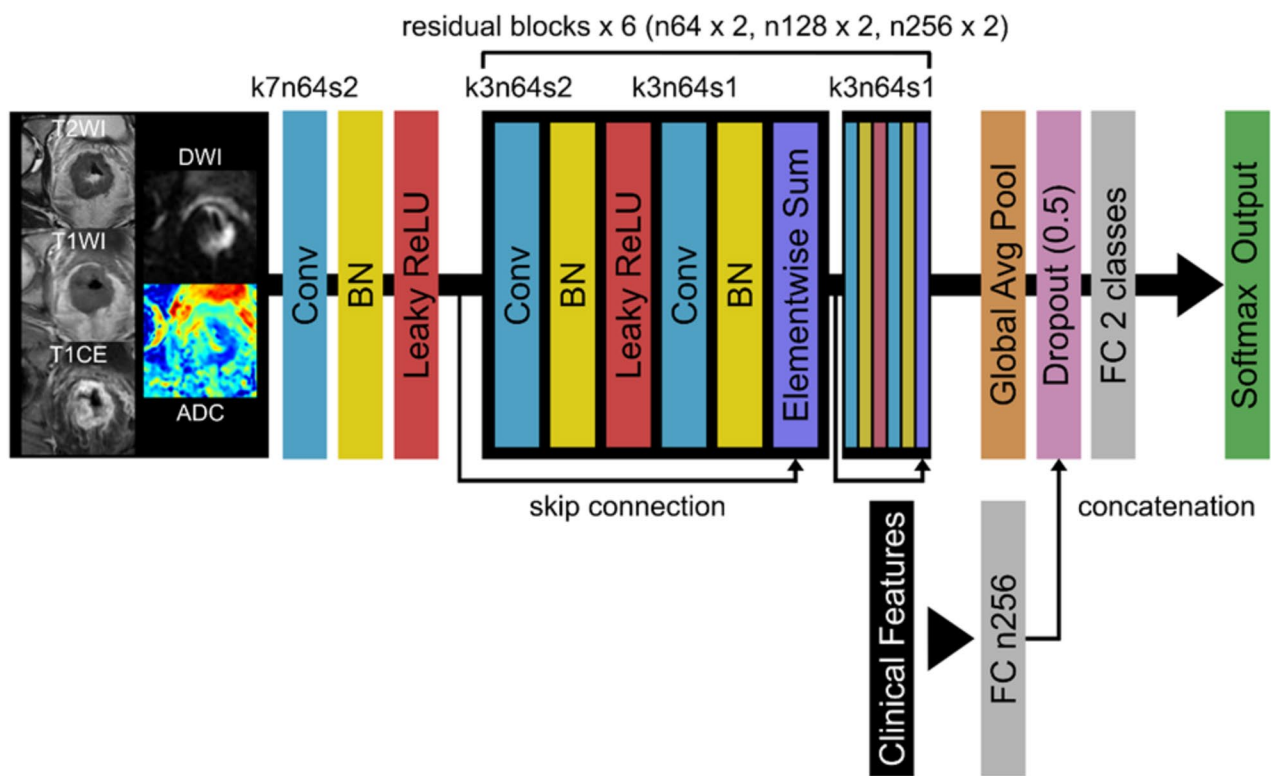 residual blocks x 6 (n64 x 2, n128 x 2, n256 x 2)
k7n64s2
k3n64s2
k3n64s1
k3n64s1
T2WI
DWI
T1WI
T1CE
ADC
Conv
BN
Leaky ReLU
Conv
BN
Leaky ReLU
Conv
BN
Elementwise Sum
Global Avg Pool
Dropout (0.5)
FC 2 classes
Softmax Output
skip connection
concatenation
Clinical Features
FC n256